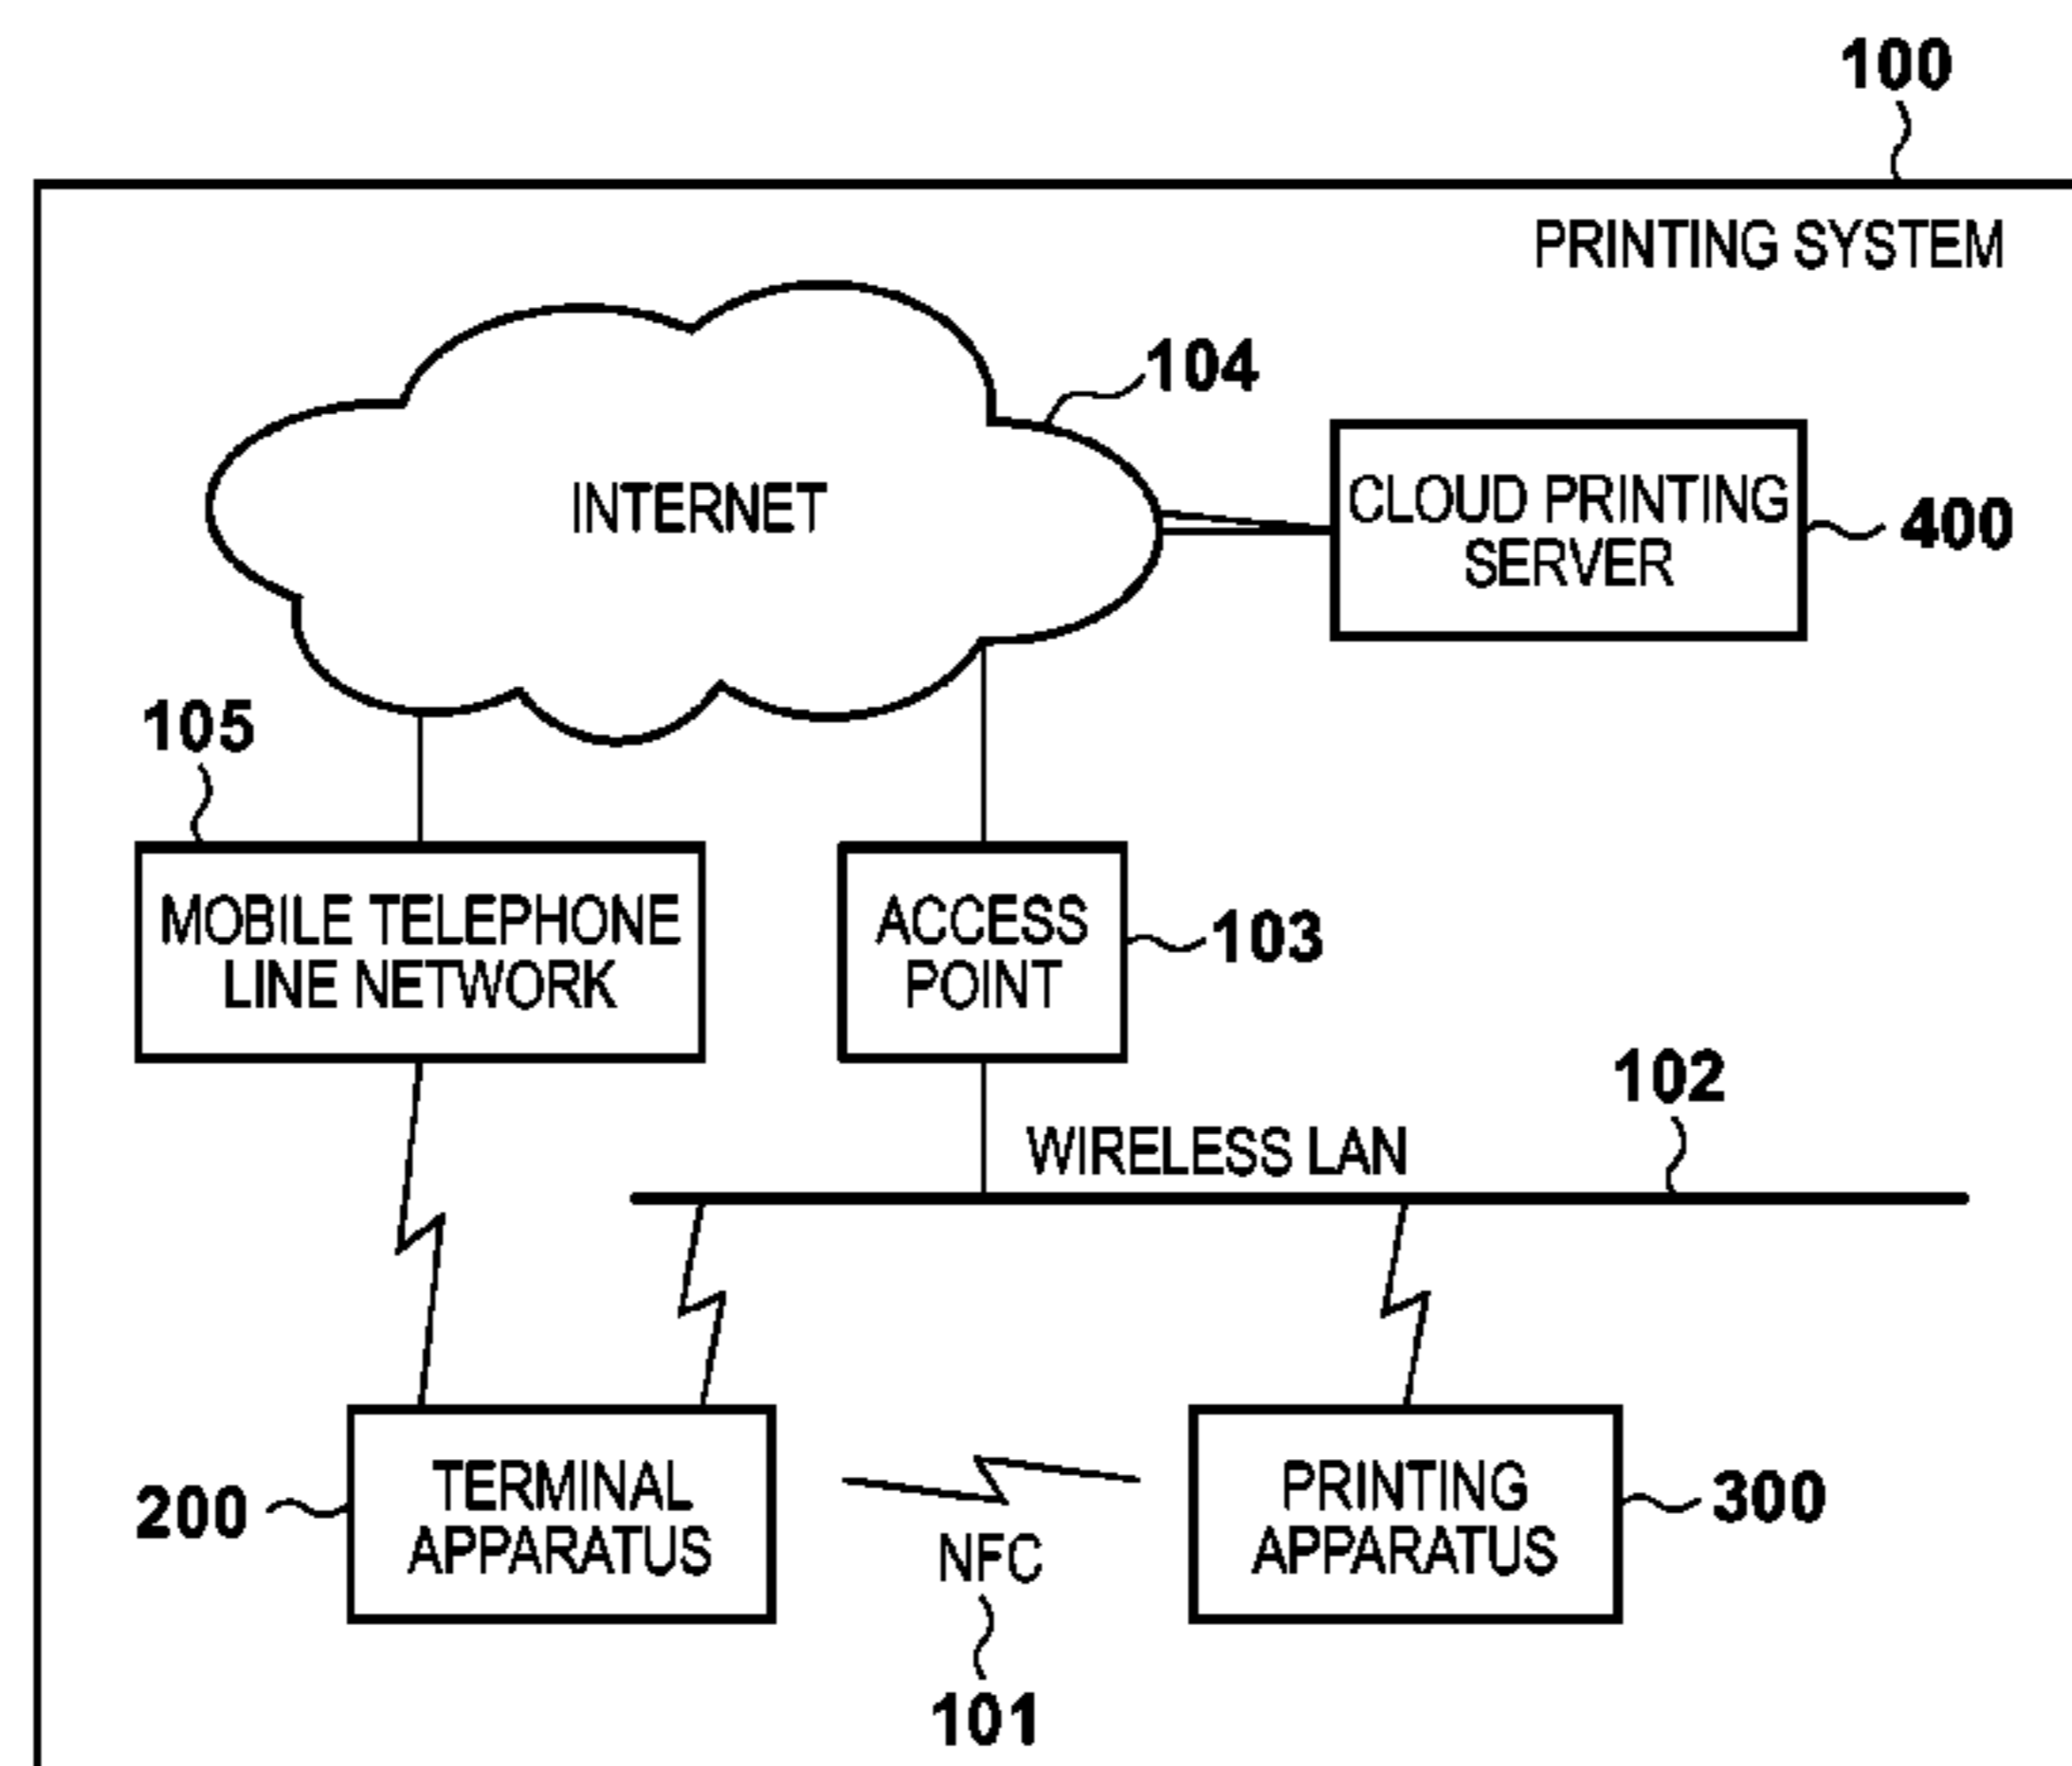 100
PRINTING SYSTEM
104
INTERNET
CLOUD PRINTING
SERVER
400
105
MOBILE TELEPHONE
LINE NETWORK
ACCESS
POINT
103
102
WIRELESS LAN
200
TERMINAL
APPARATUS
NFC
101
PRINTING
APPARATUS
300